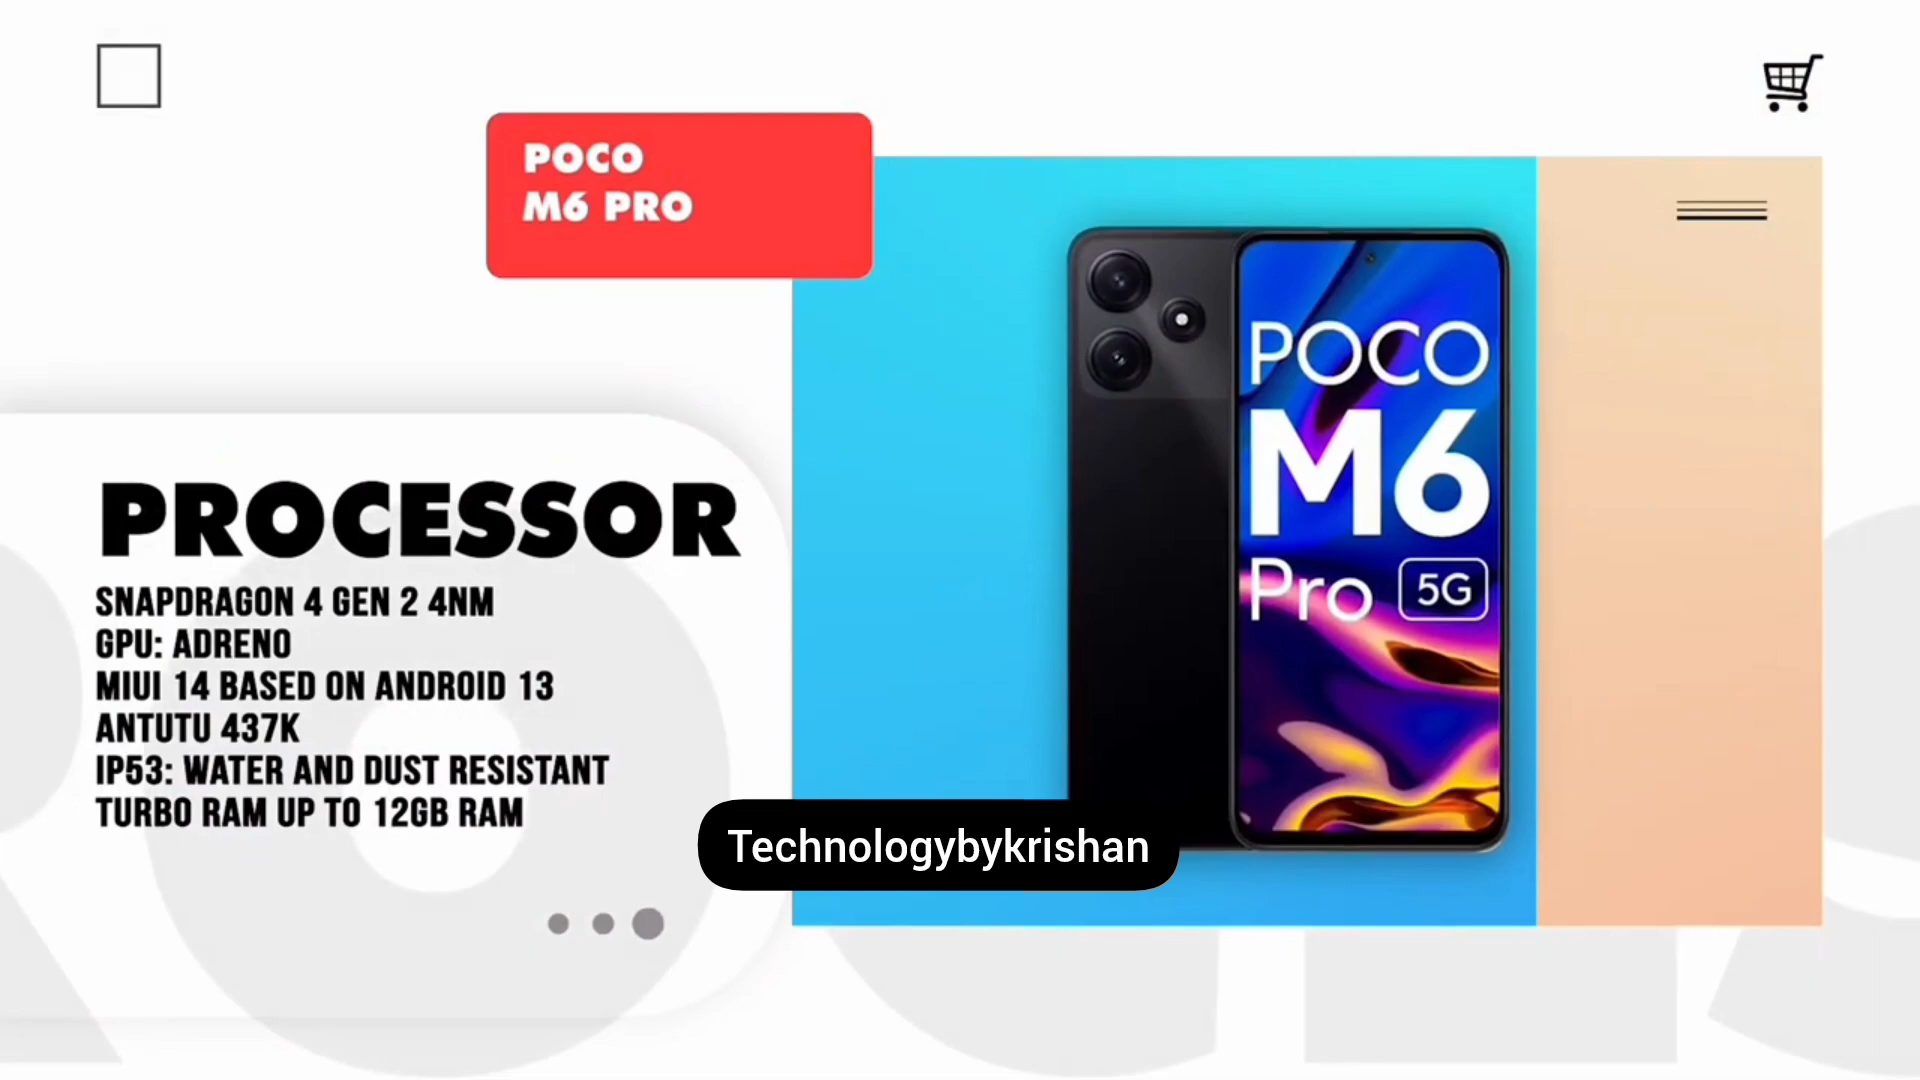 POCO
M6 PRO
POCO
M6
Pro 5G
PROCESSOR
SNAPDRAGON 4 GEN 2 4NM
GPU: ADRENO
MIUI 14 BASED ON ANDROID 13
ANTUTU 437K
IP53: WATER AND DUST RESISTANT
TURBO RAM UP TO 12GB RAM
Technologybykrishan